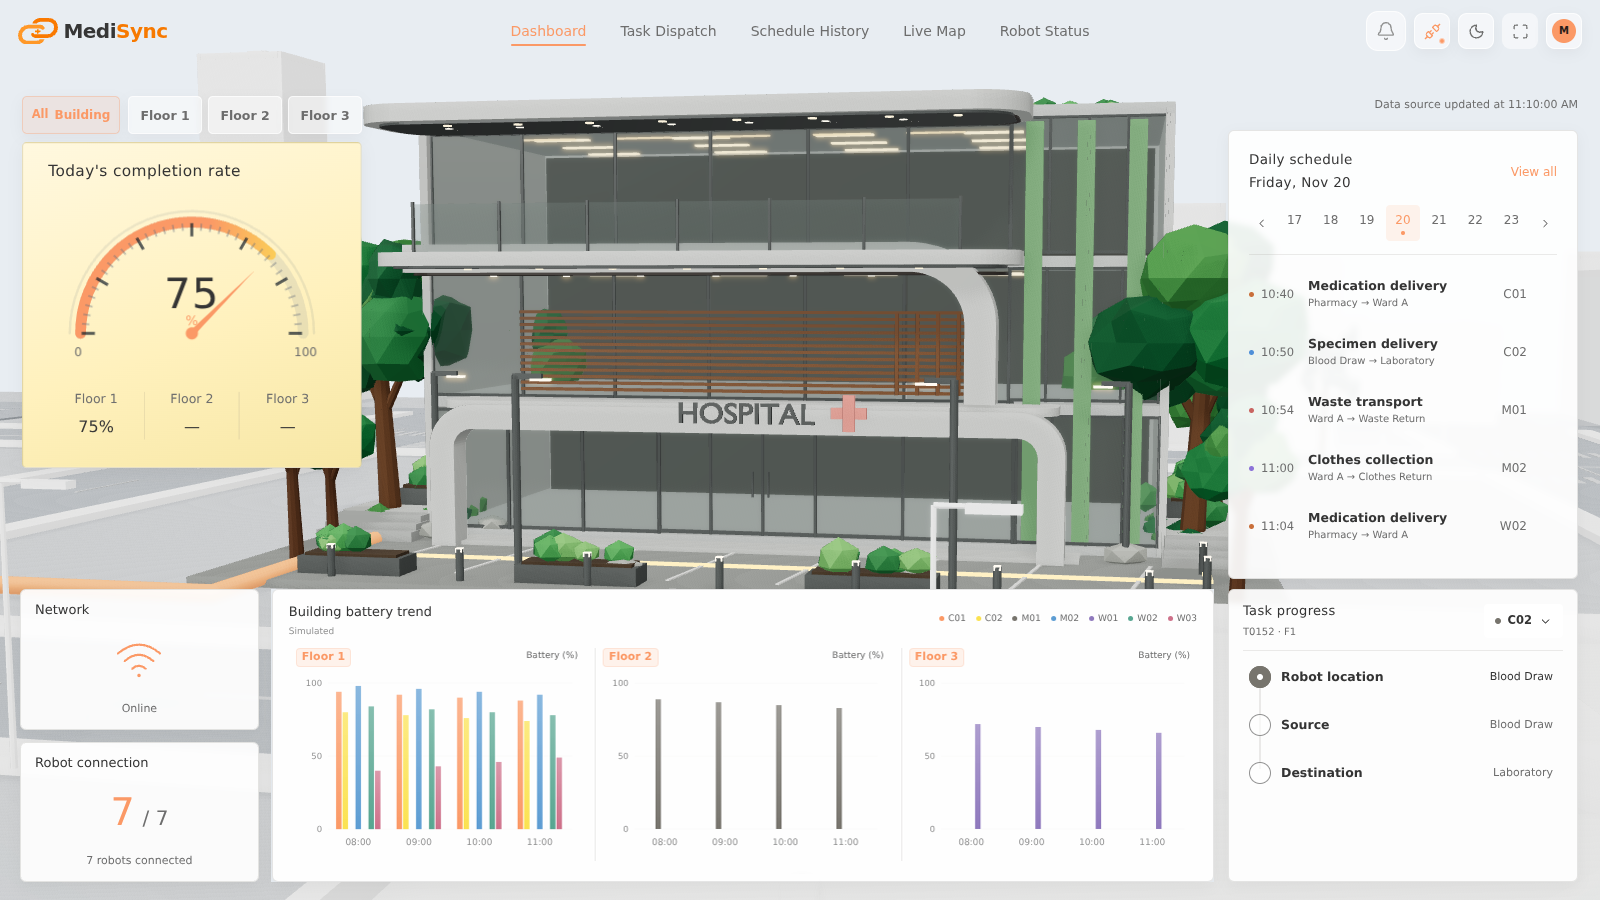 MediSync
Dashboard
Task Dispatch
Schedule History
Live Map
Robot Status
M
All Building
Floor 1
Floor 2
Floor 3
Data source updated at 11:10:00 AM
Today's completion rate
75
%
0
100
Floor 1
Floor 2
Floor 3
75%
—
—
HOSPITAL
Daily schedule
Friday, Nov 20
View all
‹ 17 18 19 20 21 22 23 ›
10:40 Medication delivery C01
Pharmacy → Ward A
10:50 Specimen delivery C02
Blood Draw → Laboratory
10:54 Waste transport M01
Ward A → Waste Return
11:00 Clothes collection M02
Ward A → Clothes Return
11:04 Medication delivery W02
Pharmacy → Ward A
Network
Online
Robot connection
7 / 7
7 robots connected
Building battery trend
Simulated
C01 C02 M01 M02 W01 W02 W03
Floor 1
Battery (%)
100
50
0
08:00 09:00 10:00 11:00
Floor 2
Battery (%)
100
50
0
08:00 09:00 10:00 11:00
Floor 3
Battery (%)
100
50
0
08:00 09:00 10:00 11:00
Task progress
T0152 · F1
C02
Robot location Blood Draw
Source Blood Draw
Destination Laboratory